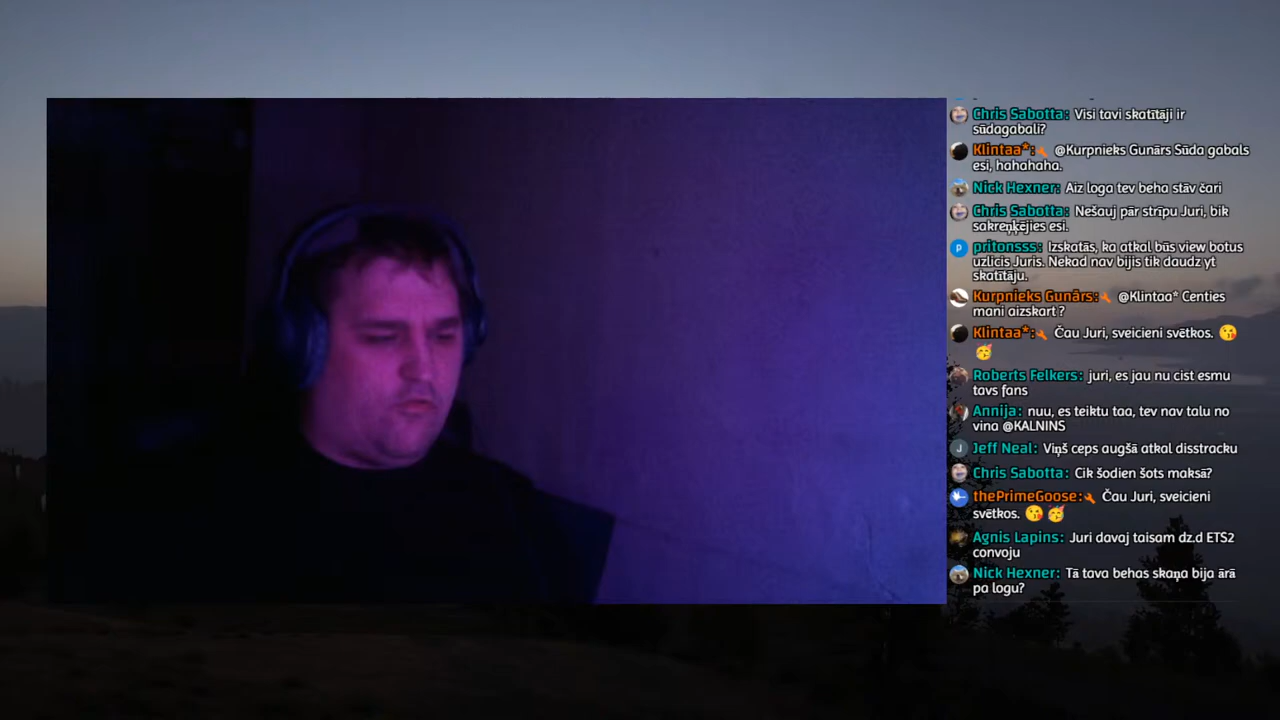 Chris Sabotta: Visi tavi skatītāji ir
sūdagabali?
Klintaa*: @Kurpnieks Gunārs Sūda gabals
esi, hahahaha.
Nick Hexner: Aiz loga tev beha stāv čari
Chris Sabotta: Nešauj pār strīpu Juri, bik
sakreņķējies esi.
P pritonsss: Izskatās, ka atkal būs view botus
uzlicis Juris. Nekad nav bijis tik daudz yt
skatītāju.
Kurpnieks Gunārs: @Klintaa* Centies
mani aizskart ?
Klintaa*: Čau Juri, sveicieni svētkos. 😘
🥳
Roberts Felkers: juri, es jau nu cist esmu
tavs fans
Annija: nuu, es teiktu taa, tev nav talu no
vina @KALNINS
J Jeff Neal: Viņš ceps augšā atkal disstracku
Chris Sabotta: Cik šodien šots maksā?
thePrimeGoose: Čau Juri, sveicieni
svētkos. 😘 🥳
Agnis Lapins: Juri davaj taisam dz.d ETS2
convoju
Nick Hexner: Tā tava behas skaņa bija ārā
pa logu?